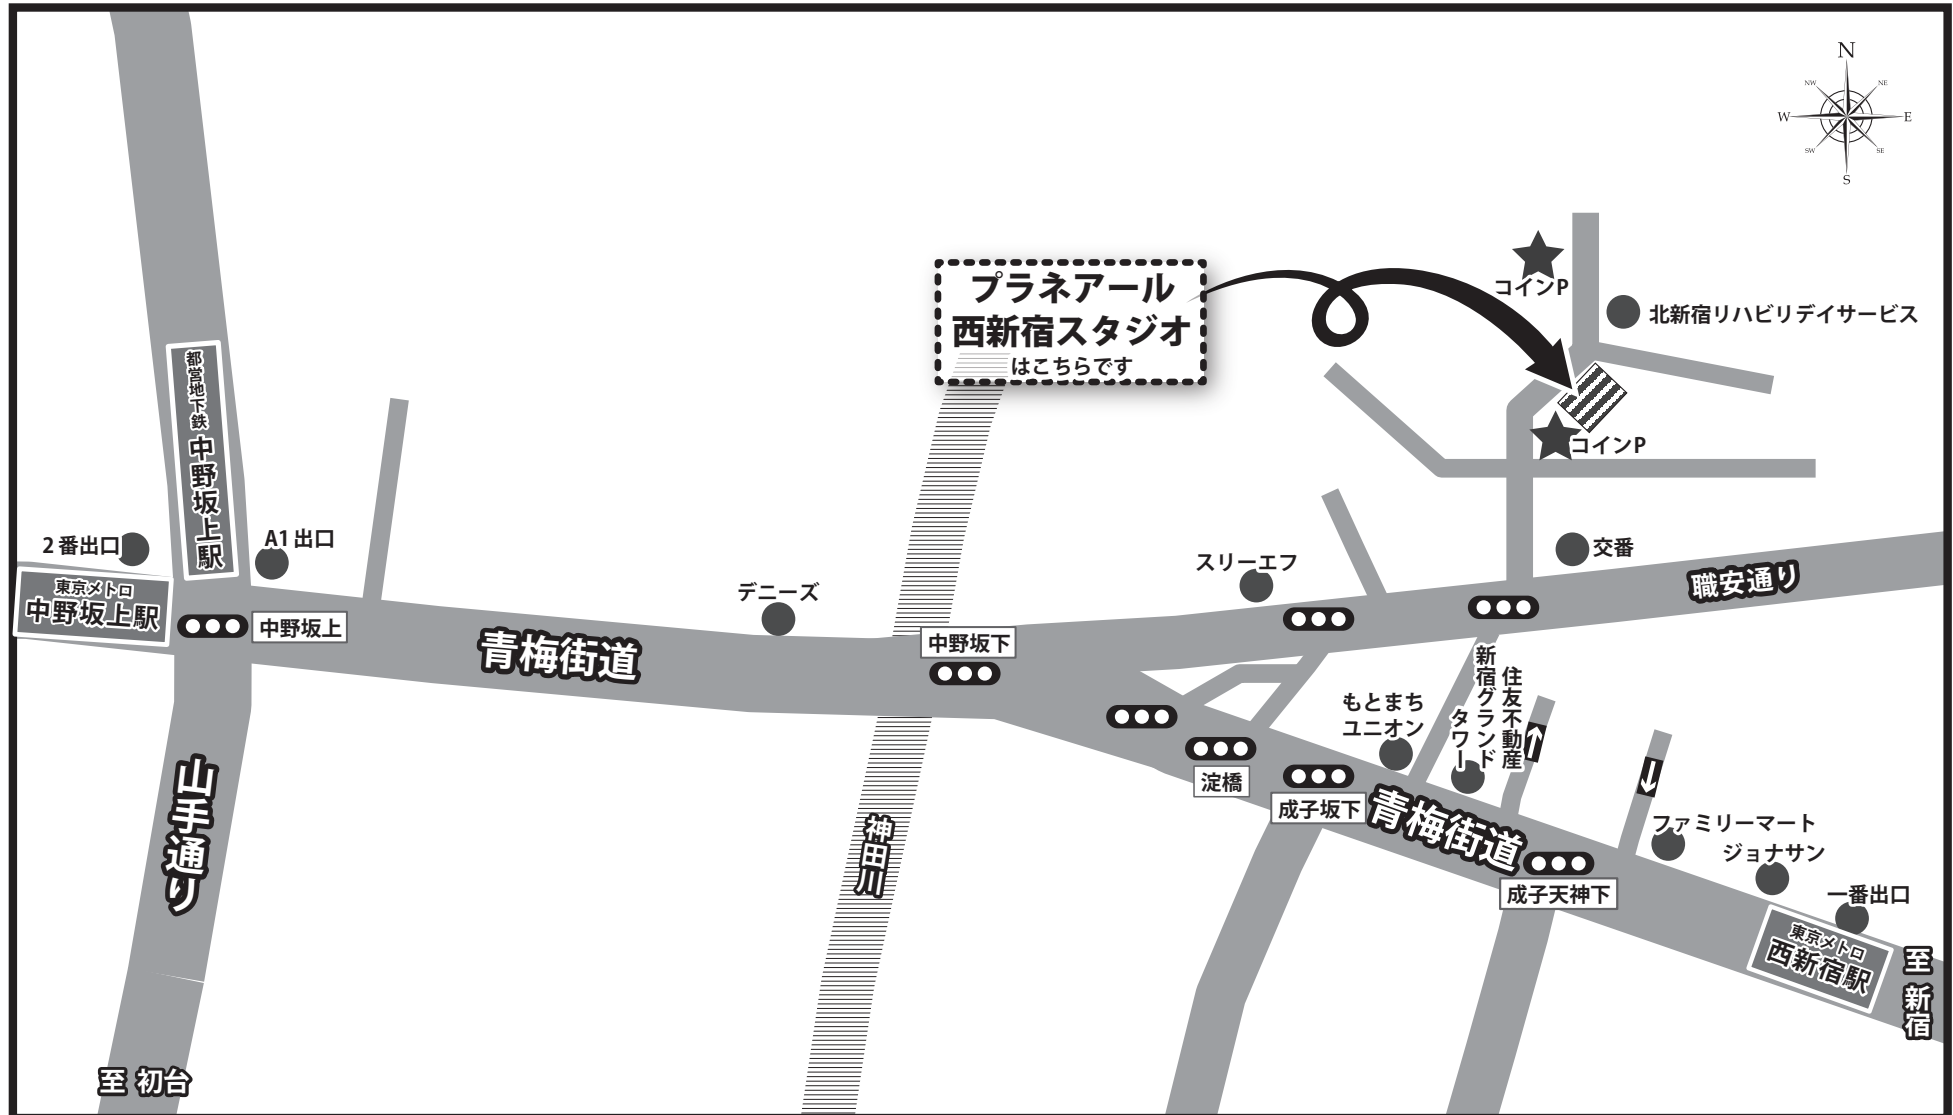 N
NW
NE
W
E
SW
SE
S
プラネアール
西新宿スタジオ
はこちらです
コインP
北新宿リハビリデイサービス
コインP
都営地下鉄 中野坂上駅
2番出口
A1出口
東京メトロ
中野坂上駅
中野坂上
青梅街道
デニーズ
中野坂下
スリーエフ
交番
職安通り
住友不動産
新宿グランド
タワー
もとまち
ユニオン
淀橋
成子坂下
青梅街道
成子天神下
ファミリーマート
ジョナサン
一番出口
東京メトロ
西新宿駅
至 新宿
山手通り
神田川
至 初台